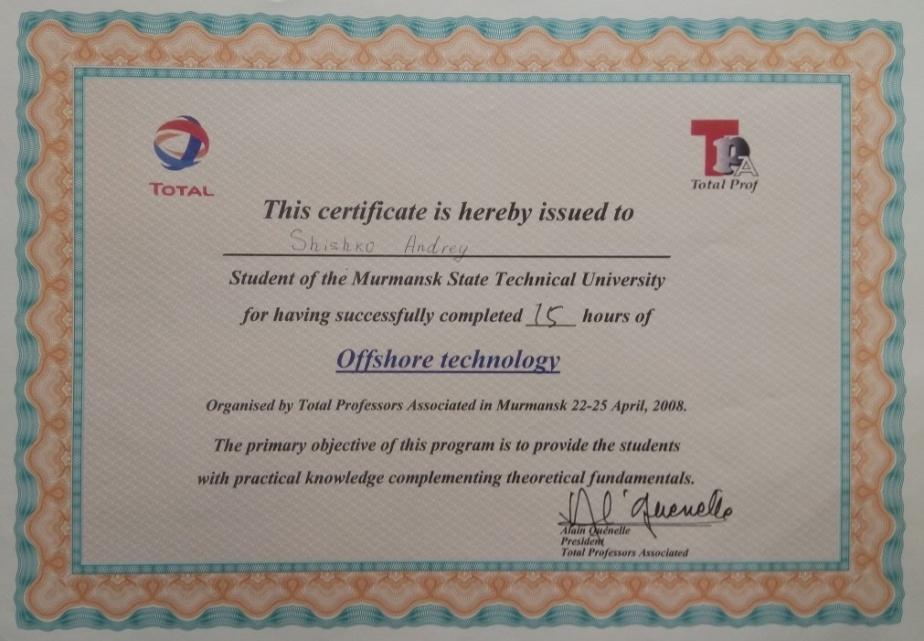 TOTAL
TPA
Total Prof
This certificate is hereby issued to
Shishko Andrey
Student of the Murmansk State Technical University
for having successfully completed 15 hours of
Offshore technology
Organised by Total Professors Associated in Murmansk 22-25 April, 2008.
The primary objective of this program is to provide the students
with practical knowledge complementing theoretical fundamentals.
Al Quenelle
Alain Quénelle
President
Total Professors Associated